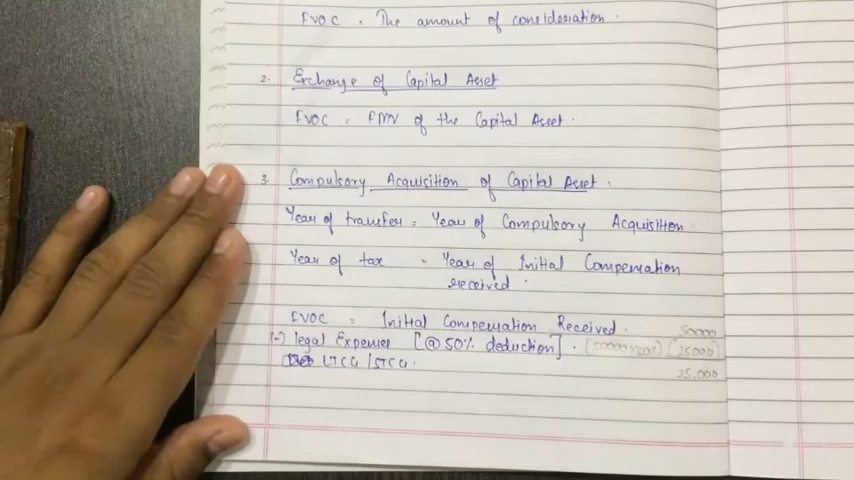 FVOC = The amount of consideration.
2. Exchange of Capital Asset
FVOC = FMV of the Capital Asset.
3. Compulsory Acquisition of Capital Asset.
Year of transfer = Year of Compulsory Acquisition
Year of tax = Year of Initial Compensation
received.
FVOC = Initial Compensation Received. 50000
(-) legal Expenses [@ 50% deduction]. (25000)
LTCG / STCG. 25,000